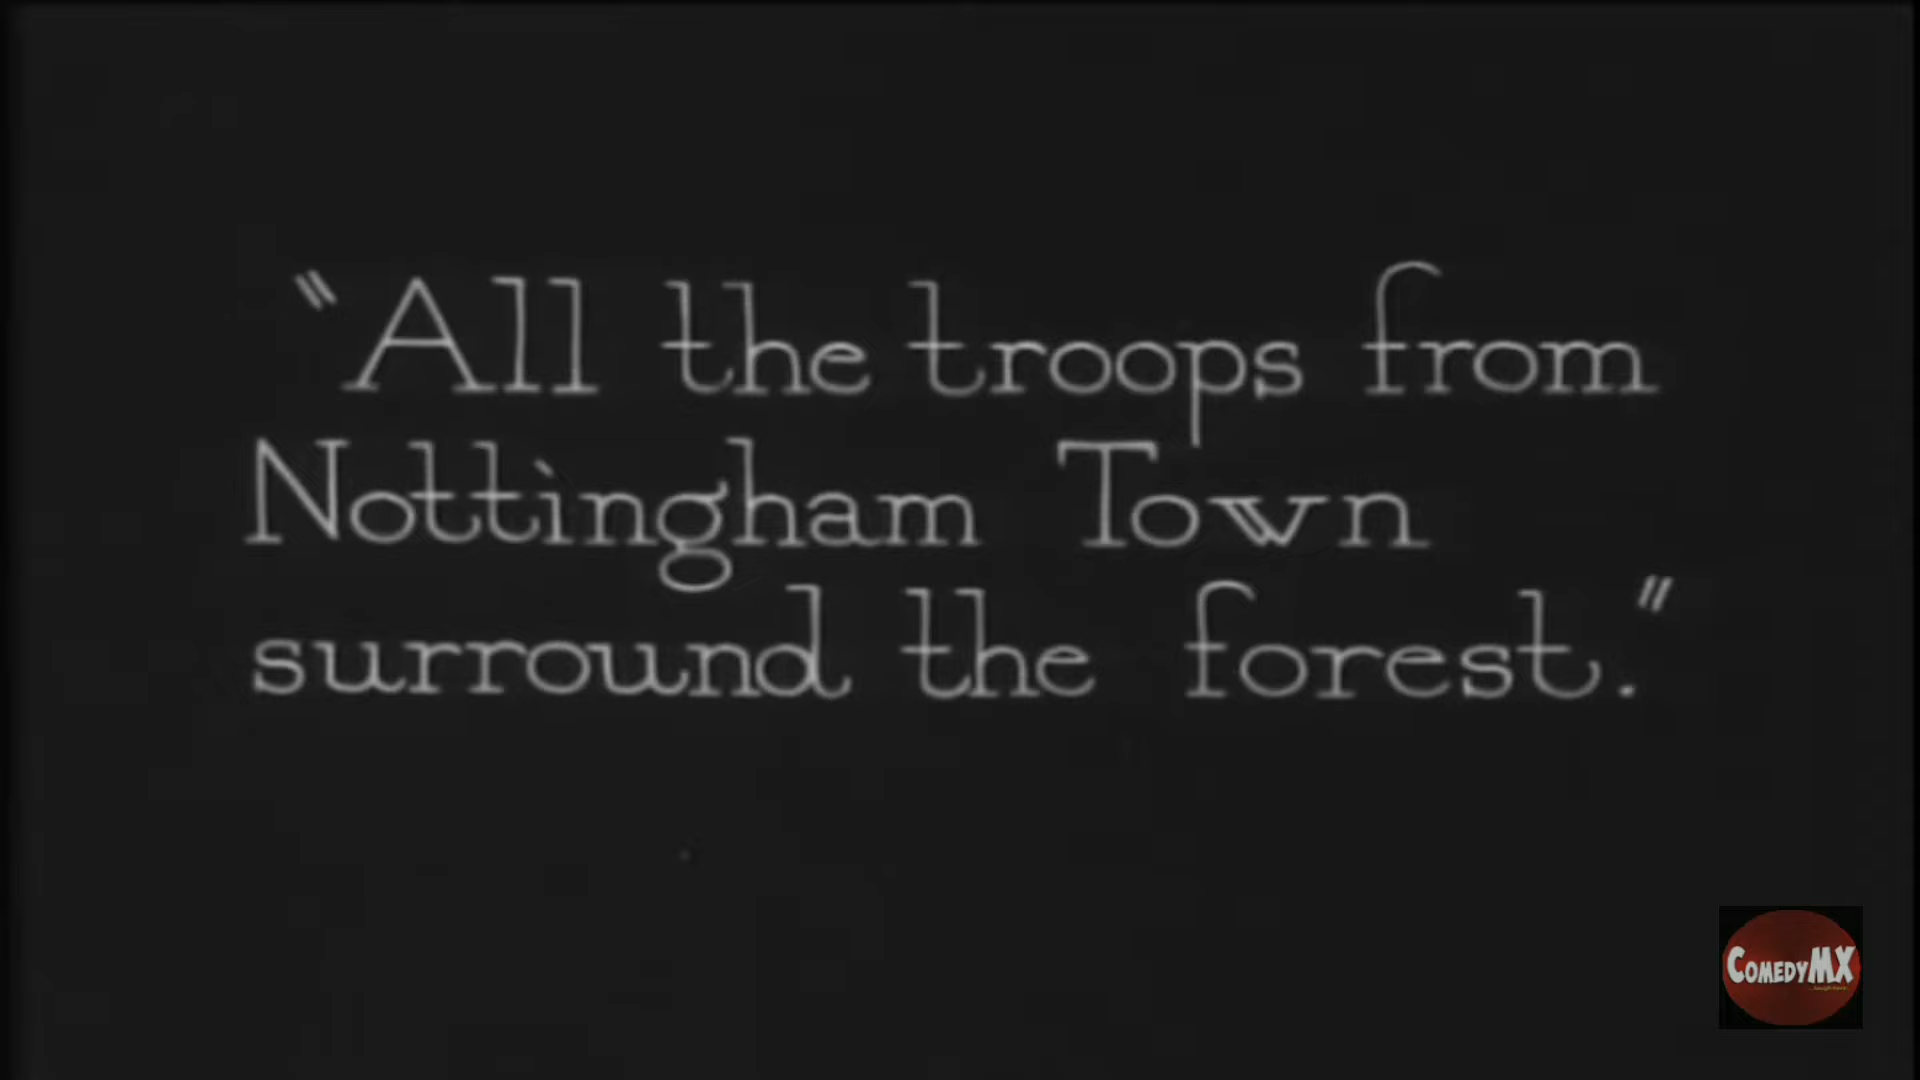 "All the troops from
Nottingham Town
surround the forest."
COMEDYMX